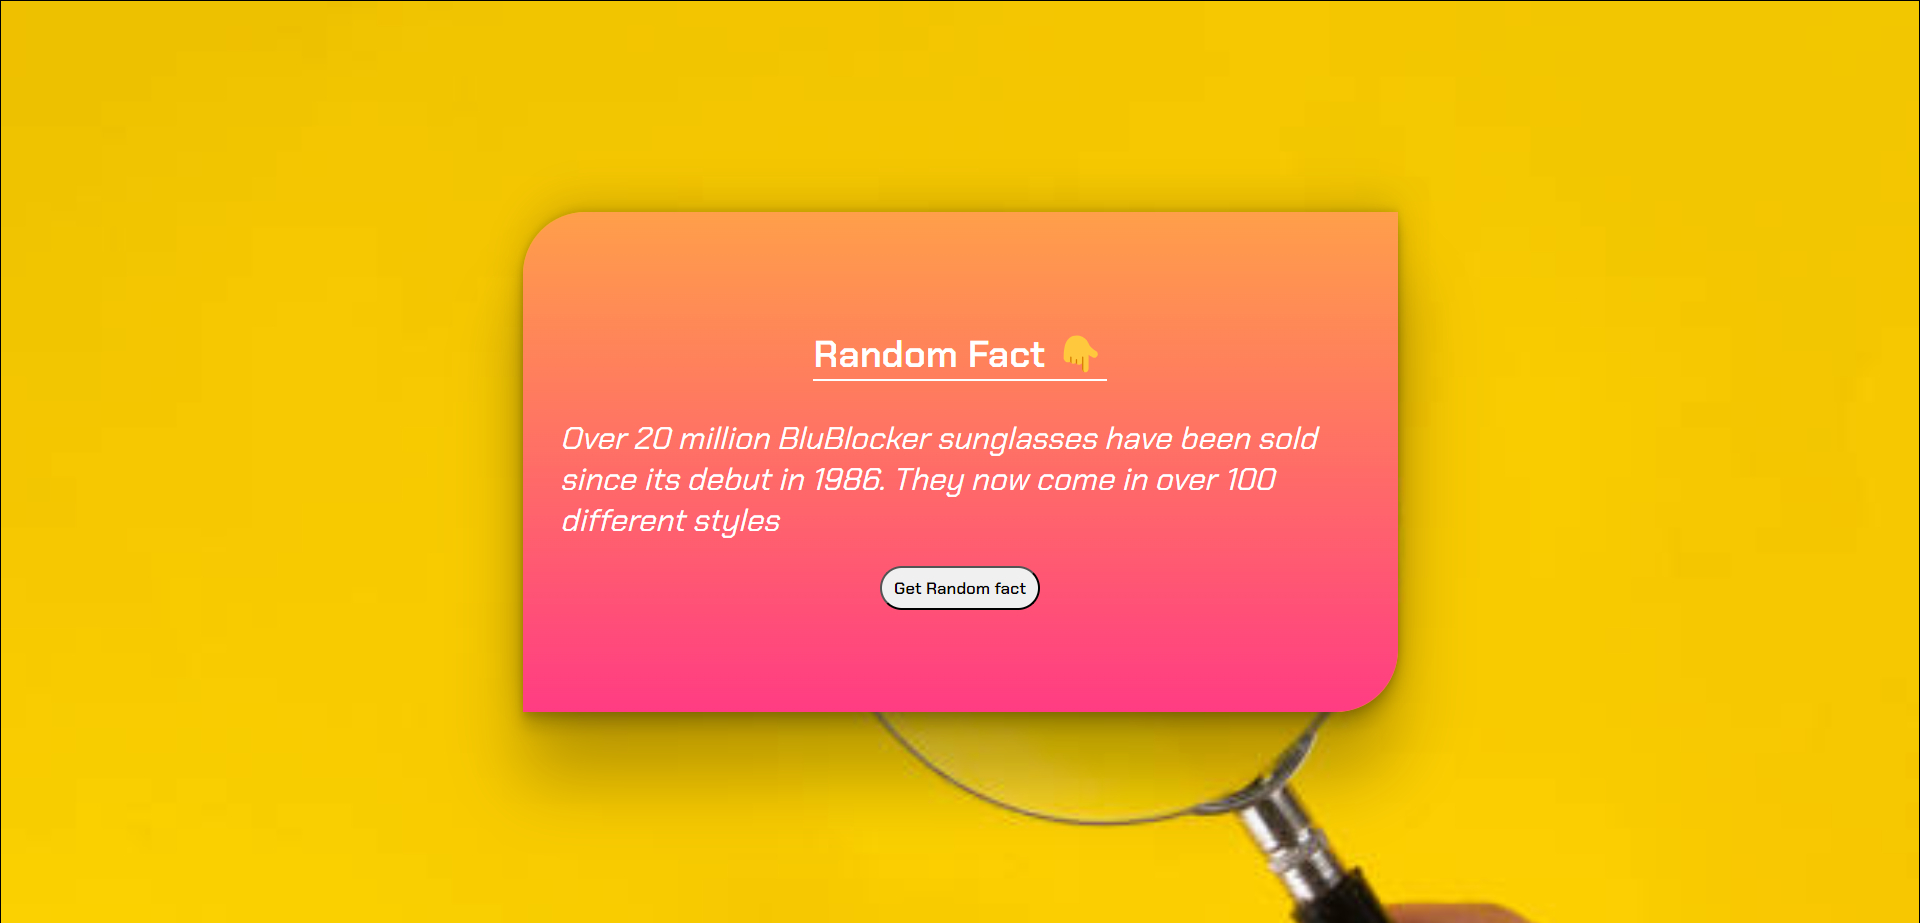 Random Fact 👇
Over 20 million BluBlocker sunglasses have been sold
since its debut in 1986. They now come in over 100
different styles
Get Random fact